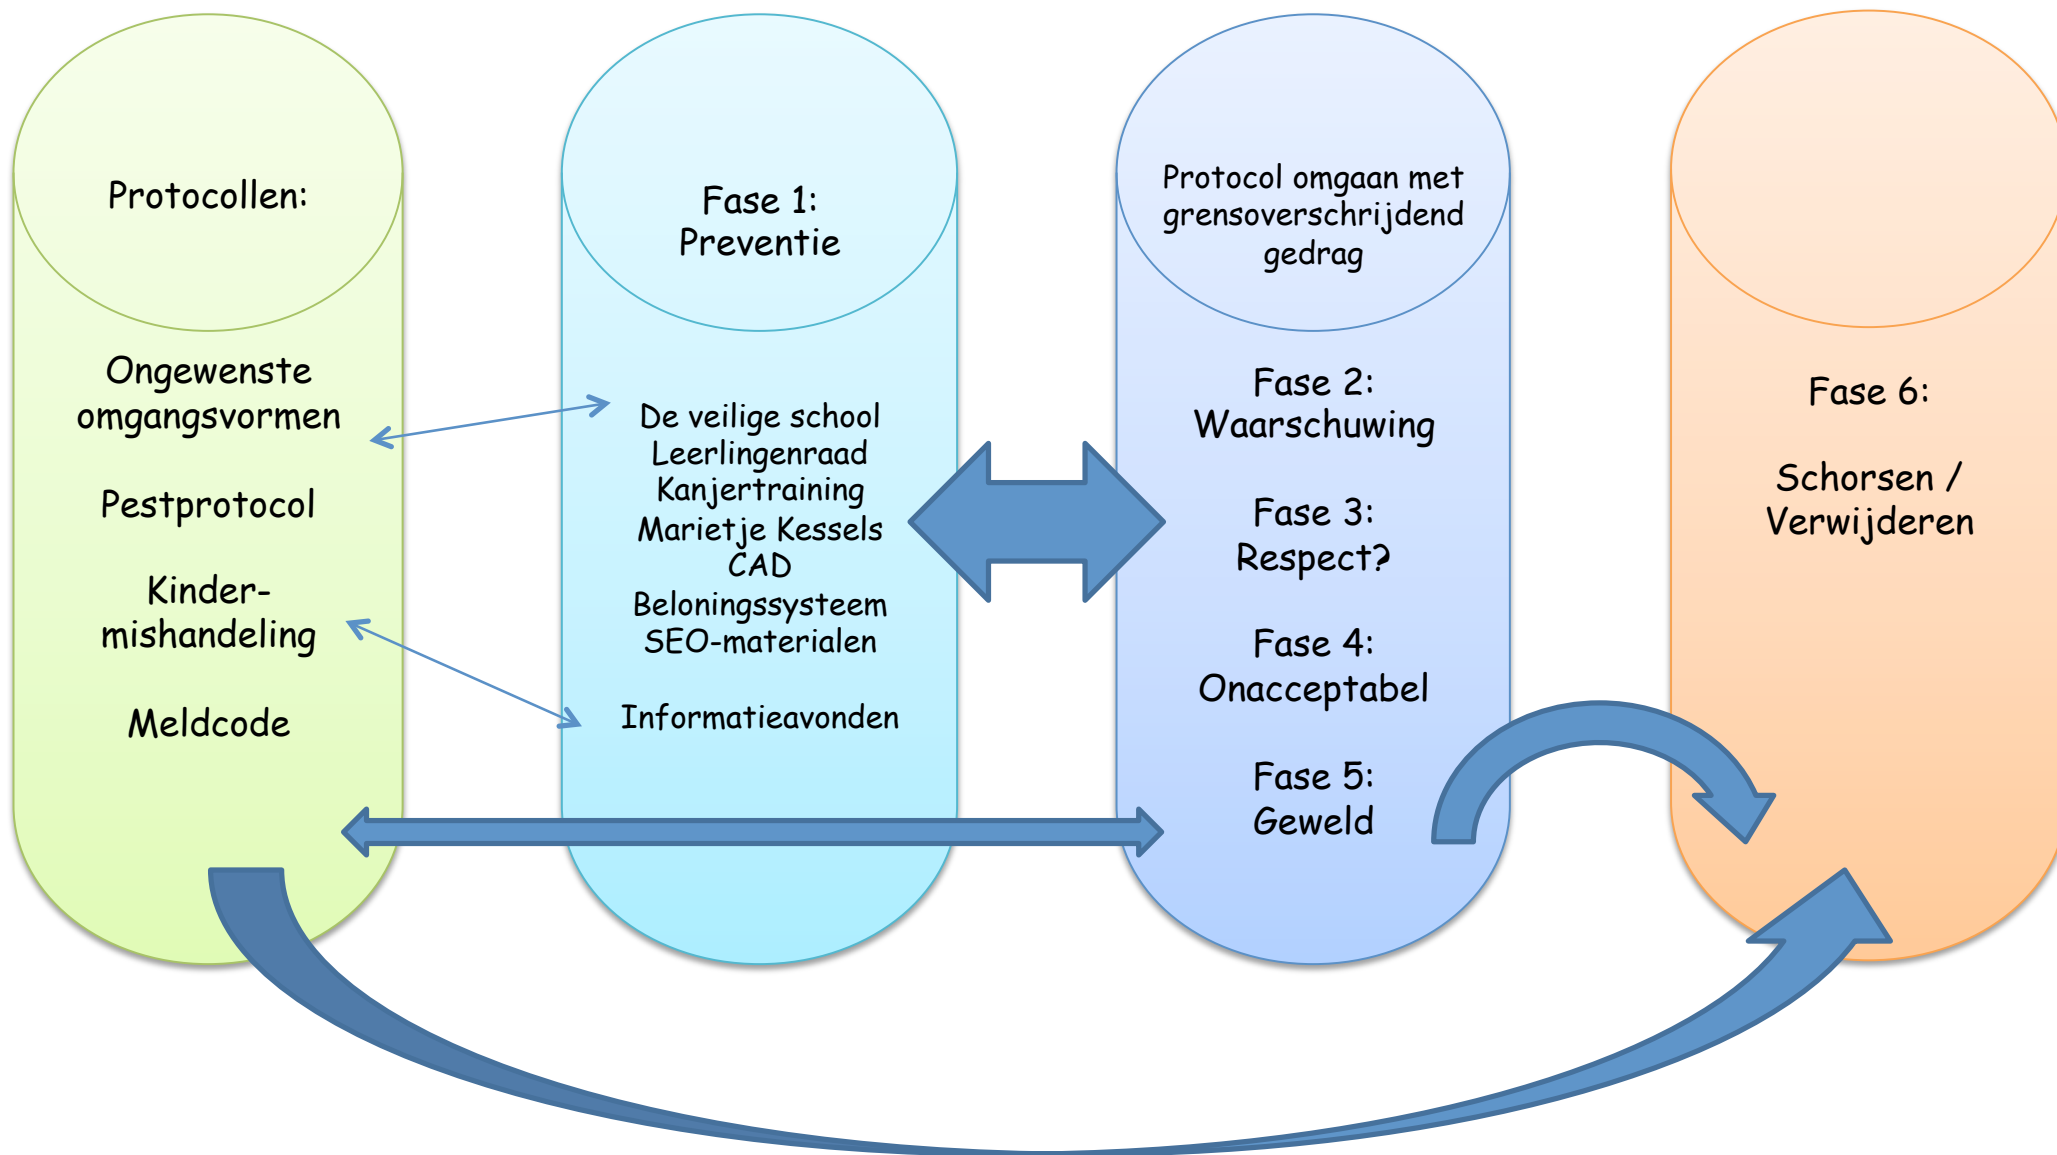 Protocollen:
Ongewenste
omgangsvormen
Pestprotocol
Kinder-
mishandeling
Meldcode
Fase 1:
Preventie
De veilige school
Leerlingenraad
Kanjertraining
Marietje Kessels
CAD
Beloningssysteem
SEO-materialen
Informatieavonden
Protocol omgaan met
grensoverschrijdend
gedrag
Fase 2:
Waarschuwing
Fase 3:
Respect?
Fase 4:
Onacceptabel
Fase 5:
Geweld
Fase 6:
Schorsen /
Verwijderen